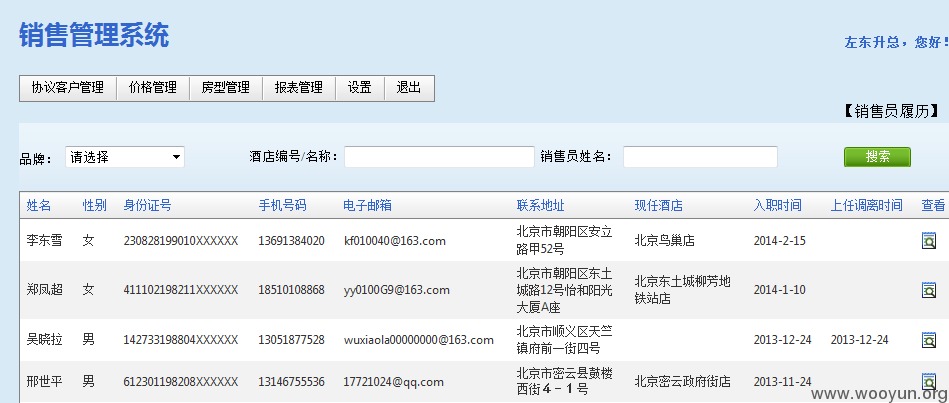 销售管理系统
左东升总，您好！
协议客户管理 价格管理 房型管理 报表管理 设置 退出
【销售员履历】
品牌： 请选择 酒店编号/名称： 销售员姓名： 搜索
姓名 性别 身份证号 手机号码 电子邮箱 联系地址 现任酒店 入职时间 上任调离时间 查看
李东雪 女 230828199010XXXXXX 13691384020 kf010040@163.com 北京市朝阳区安立路甲52号 北京鸟巢店 2014-2-15
郑凤超 女 411102198211XXXXXX 18510108868 yy0100G9@163.com 北京市朝阳区东土城路12号怡和阳光大厦A座 北京东土城柳芳地铁站店 2014-1-10
吴晓拉 男 142733198804XXXXXX 13051877528 wuxiaola00000000@163.com 北京市顺义区天竺镇府前一街四号 2013-12-24 2013-12-24
邢世平 男 612301198208XXXXXX 13146755536 17721024@qq.com 北京市密云县鼓楼西街４－１号 北京密云政府街店 2013-11-24
www.wooyun.org